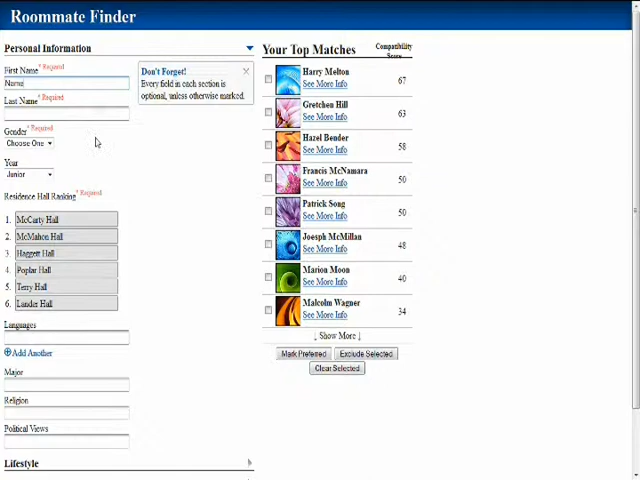 Roommate Finder
Personal Information
First Name * Required
Name
Last Name * Required
Gender * Required
Choose One
Year
Junior
Residence Hall Ranking * Required
1. McCarty Hall
2. McMahon Hall
3. Haggett Hall
4. Poplar Hall
5. Terry Hall
6. Lander Hall
Languages
Add Another
Major
Religion
Political Views
Lifestyle
Don't Forget!
Every field in each section is
optional, unless otherwise marked.
Your Top Matches
Compatibility
Score
Harry Melton
See More Info
67
Gretchen Hill
See More Info
63
Hazel Bender
See More Info
58
Francis McNamara
See More Info
50
Patrick Song
See More Info
50
Joesph McMillan
See More Info
48
Marion Moon
See More Info
40
Malcolm Wagner
See More Info
34
↓ Show More ↓
Mark Preferred
Exclude Selected
Clear Selected